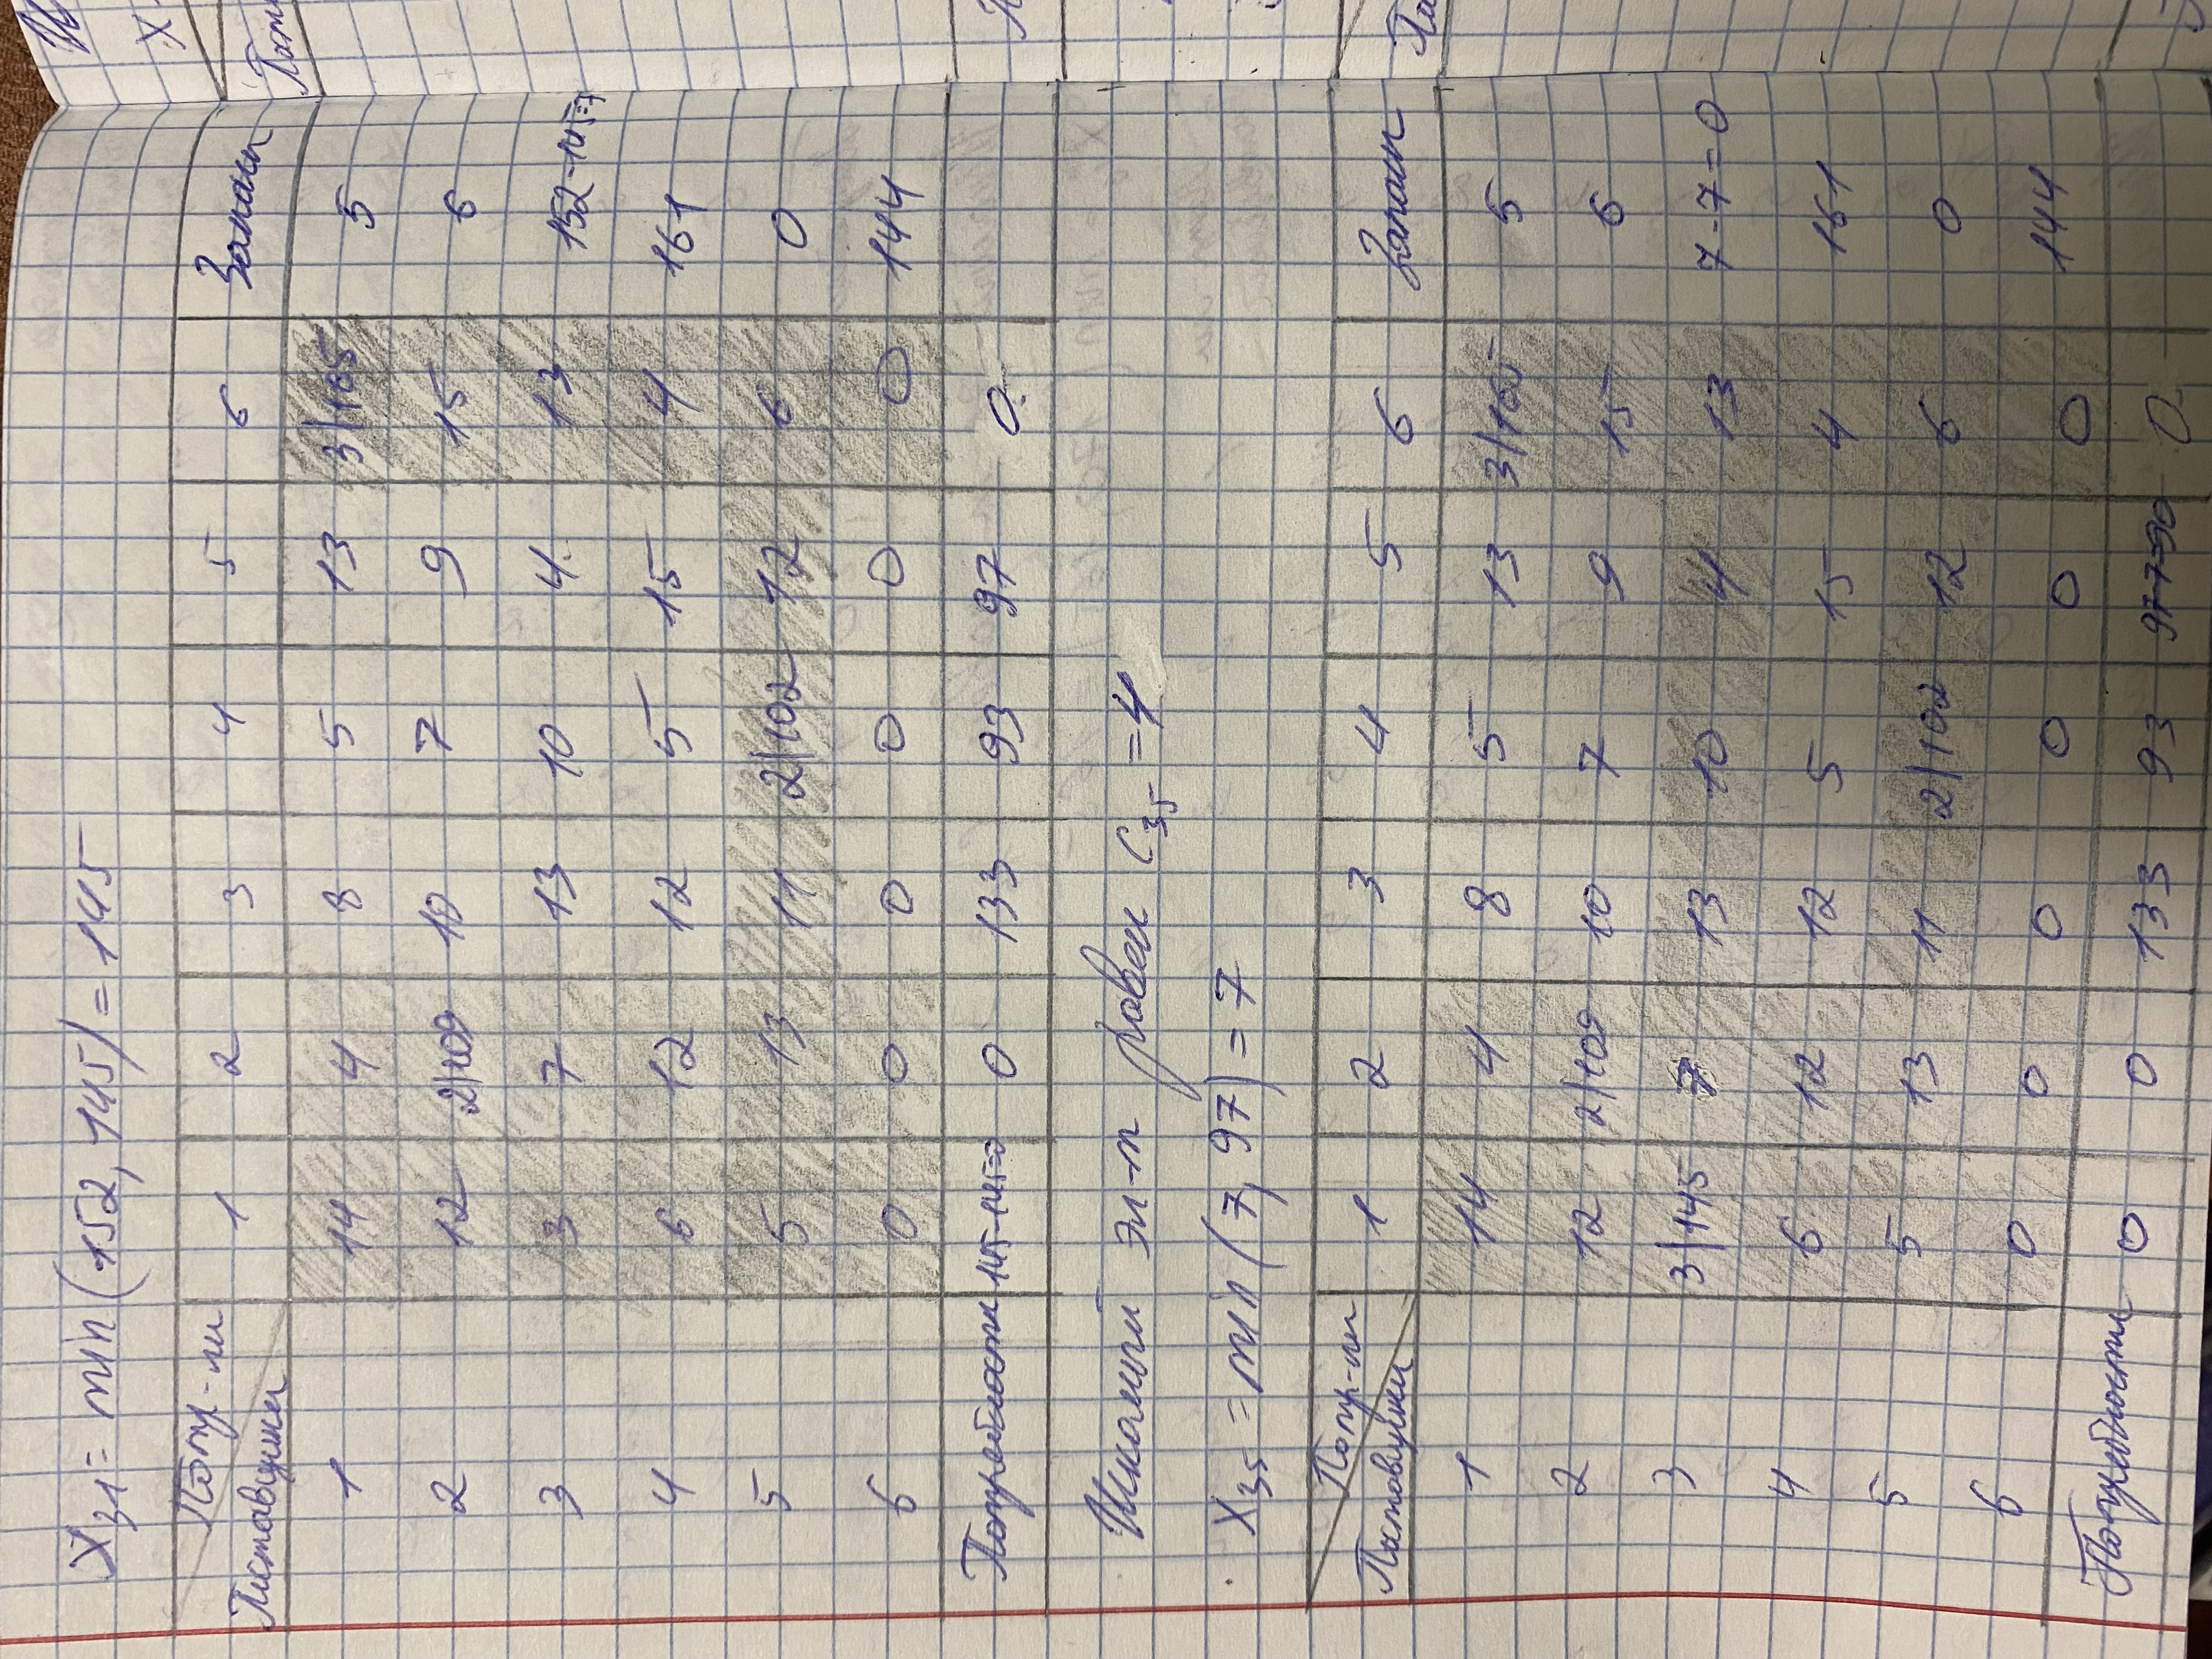 X31 = min(152, 145) = 145
Потр-ли 1 2 3 4 5 6 Запасы
Поставщики
1 14 4 8 5 13 3|165 5
2 12 2|109 10 7 9 15 6
3 3 7 13 10 4 13 152-145=7
4 6 12 12 5 15 4 161
5 5 13 11 2|102 12 6 0
6 0 0 0 0 0 0 144
Потребности 145-145=0 0 133 93 97 0
Искомый эл-т равен C35 = 4
X35 = min(7, 97) = 7
Потр-ли 1 2 3 4 5 6 Запасы
Поставщики
1 14 4 8 5 13 3|165 5
2 12 2|109 10 7 9 15 6
3 3|145 7 13 10 4 13 7-7=0
4 6 12 12 5 15 4 161
5 5 13 11 2|102 12 6 0
6 0 0 0 0 0 0 144
Потребности 0 0 133 93 97-7=90 0